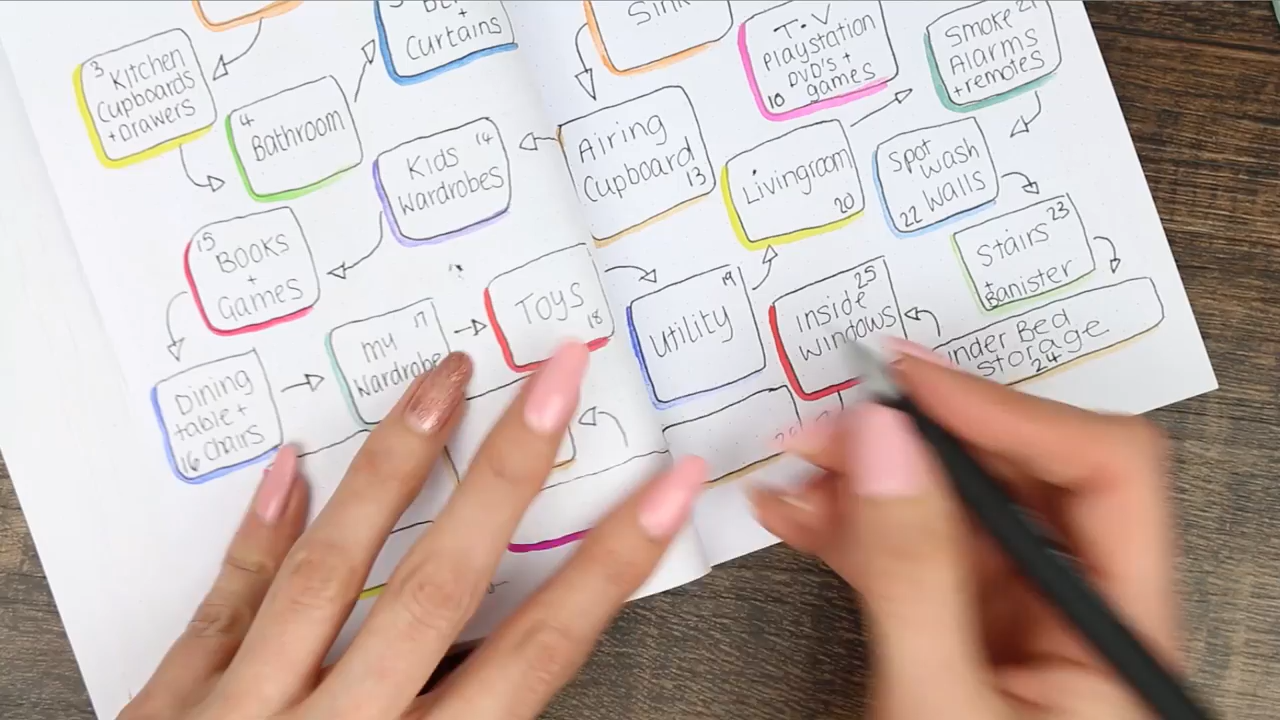 3
Kitchen
Cupboards
+Drawers
4
Bathroom
+
Curtains
14
Kids
Wardrobes
15
Books
+
Games
Dining
table +
16 Chairs
17
my
Wardrobe
Toys
18
Sink
Airing
Cupboard
13
T.V
Playstation
DVD's +
games
10
Smoke 21
Alarms
+remotes
Livingroom
20
Spot
wash
22 Walls
Stairs 23
+
Banister
19
Utility
25
Inside
Windows
under Bed
storage
24